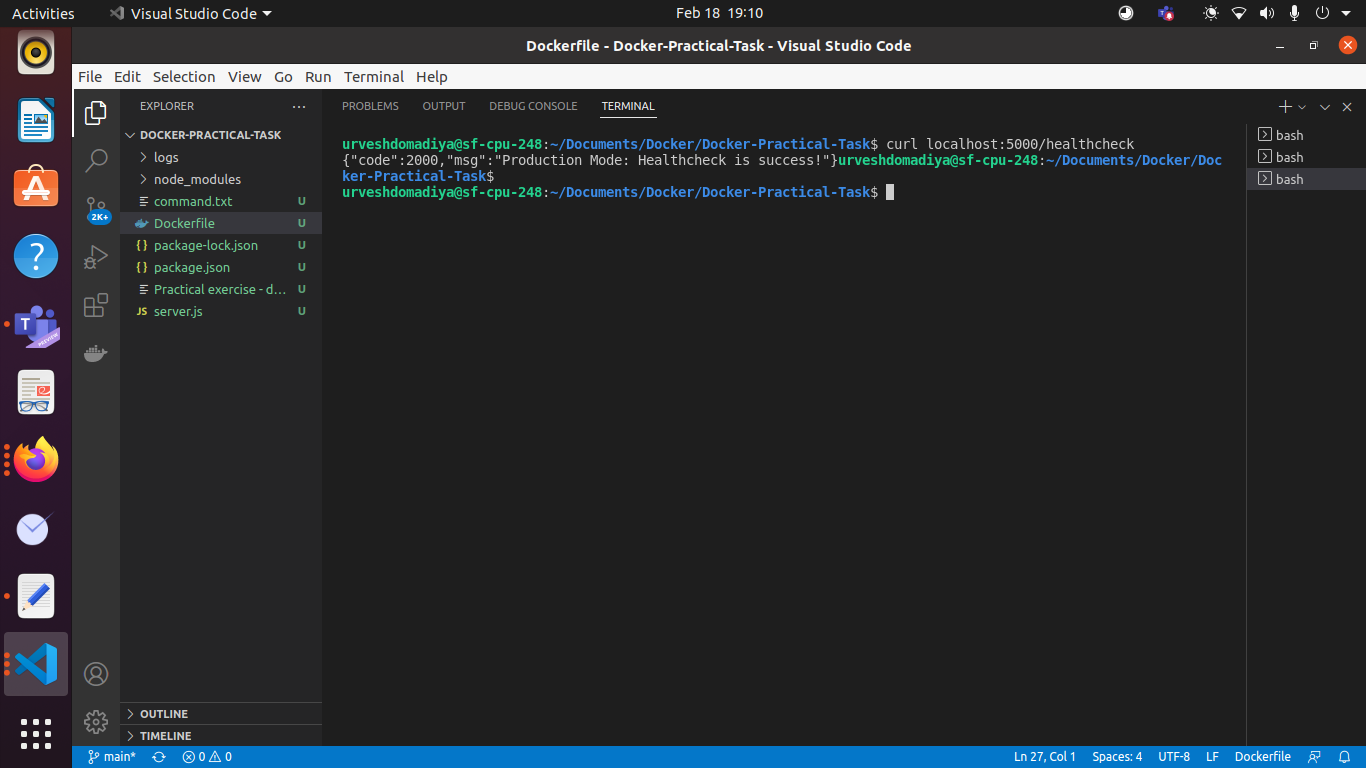 Activities
Visual Studio Code
Feb 18 19:10
Dockerfile - Docker-Practical-Task - Visual Studio Code
File Edit Selection View Go Run Terminal Help
EXPLORER
PROBLEMS OUTPUT DEBUG CONSOLE TERMINAL
DOCKER-PRACTICAL-TASK
logs
node_modules
command.txt U
Dockerfile U
package-lock.json U
package.json U
Practical exercise - d... U
JS server.js U
2K+
urveshdomadiya@sf-cpu-248:~/Documents/Docker/Docker-Practical-Task$ curl localhost:5000/healthcheck
{"code":2000,"msg":"Production Mode: Healthcheck is success!"}urveshdomadiya@sf-cpu-248:~/Documents/Docker/Doc
ker-Practical-Task$
urveshdomadiya@sf-cpu-248:~/Documents/Docker/Docker-Practical-Task$
bash
bash
bash
OUTLINE
TIMELINE
main* 0 0
Ln 27, Col 1 Spaces: 4 UTF-8 LF Dockerfile